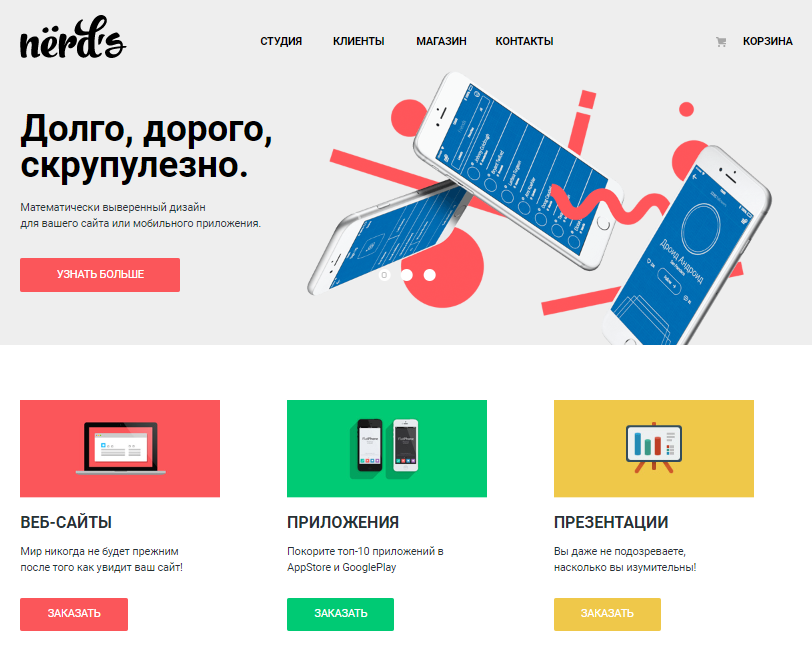 nërd's
СТУДИЯ КЛИЕНТЫ МАГАЗИН КОНТАКТЫ КОРЗИНА
Долго, дорого,
скрупулезно.
Математически выверенный дизайн
для вашего сайта или мобильного приложения.
УЗНАТЬ БОЛЬШЕ
Дроид Андроид
ВЕБ-САЙТЫ
Мир никогда не будет прежним
после того как увидит ваш сайт!
ЗАКАЗАТЬ
ПРИЛОЖЕНИЯ
Покорите топ-10 приложений в
AppStore и GooglePlay
ЗАКАЗАТЬ
ПРЕЗЕНТАЦИИ
Вы даже не подозреваете,
насколько вы изумительны!
ЗАКАЗАТЬ